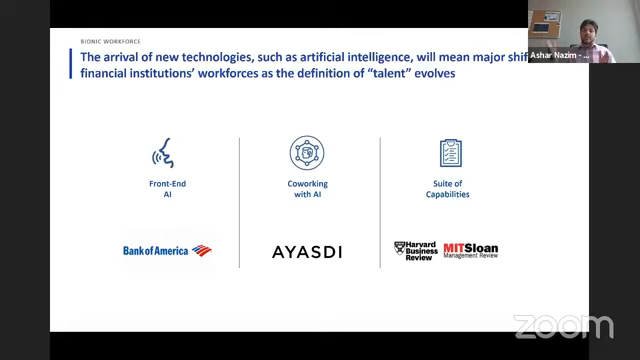 BIONIC WORKFORCE
The arrival of new technologies, such as artificial intelligence, will mean major
financial institutions' workforces as the definition of "talent" evolves
Ashar Nazim -
Front-End
AI
Coworking
with AI
Suite of
Capabilities
Bank of America
AYASDI
Harvard
Business
Review
MITSloan
Management Review
zoom